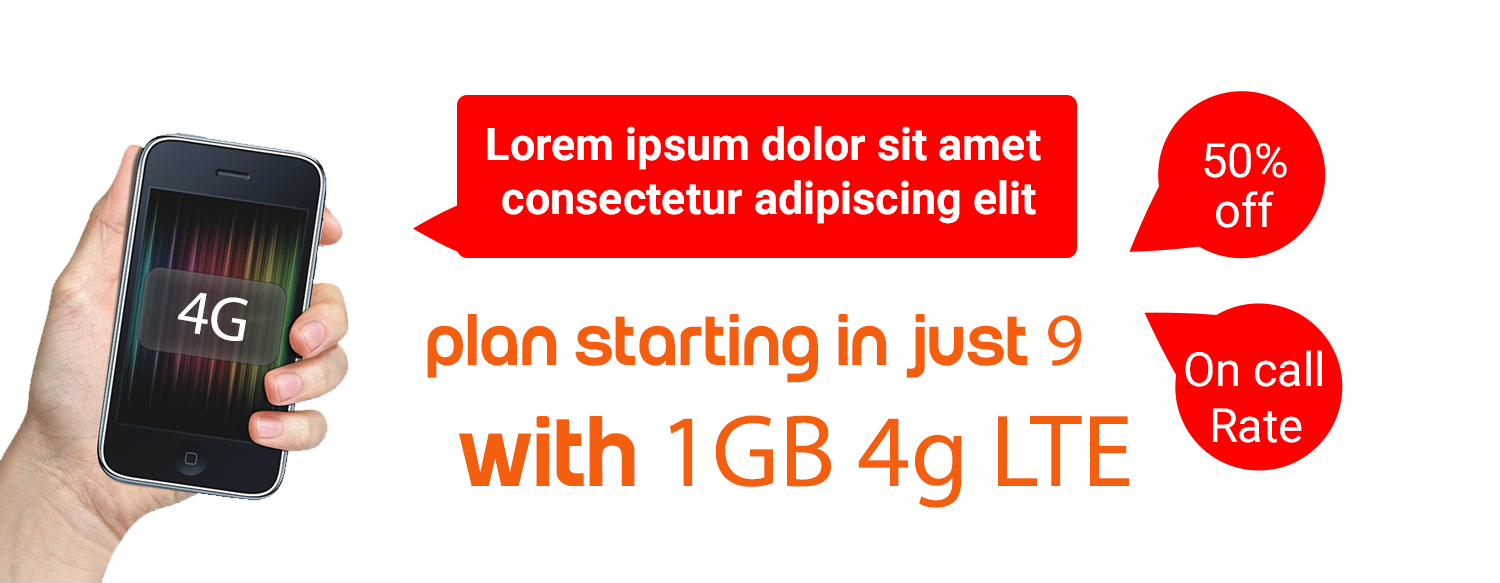 Lorem ipsum dolor sit amet
consectetur adipiscing elit
50%
off
4G
plan starting in just 9
with 1GB 4g LTE
On call
Rate